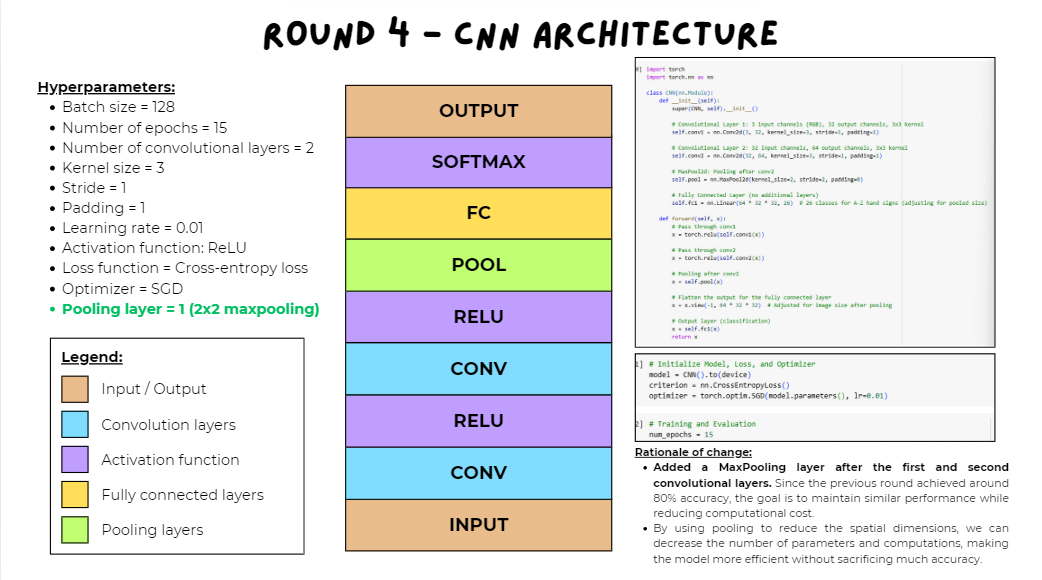 ROUND 4 - CNN ARCHITECTURE
Hyperparameters:
• Batch size = 128
• Number of epochs = 15
• Number of convolutional layers = 2
• Kernel size = 3
• Stride = 1
• Padding = 1
• Learning rate = 0.01
• Activation function: ReLU
• Loss function = Cross-entropy loss
• Optimizer = SGD
• Pooling layer = 1 (2x2 maxpooling)
Legend:
Input / Output
Convolution layers
Activation function
Fully connected layers
Pooling layers
OUTPUT
SOFTMAX
FC
POOL
RELU
CONV
RELU
CONV
INPUT
import torch
import torch.nn as nn
class CNN(nn.Module):
def __init__(self):
super(CNN, self).__init__()
# Convolutional Layer 1: 3 input channels (RGB), 32 output channels, 3x3 kernel
self.conv1 = nn.Conv2d(3, 32, kernel_size=3, stride=1, padding=1)
# Convolutional Layer 2: 32 input channels, 64 output channels, 3x3 kernel
self.conv2 = nn.Conv2d(32, 64, kernel_size=3, stride=1, padding=1)
# MaxPool2d: Pooling after conv2
self.pool = nn.MaxPool2d(kernel_size=2, stride=2, padding=0)
# Fully Connected Layer (no additional layers)
self.fc1 = nn.Linear(64 * 32 * 32, 26) # 26 classes for A-Z hand signs (adjusting for pooled size)
def forward(self, x):
# Pass through conv1
x = torch.relu(self.conv1(x))
# Pass through conv2
x = torch.relu(self.conv2(x))
# Pooling after conv2
x = self.pool(x)
# Flatten the output for the fully connected layer
x = x.view(-1, 64 * 32 * 32) # Adjusted for image size after pooling
# Output layer (classification)
x = self.fc1(x)
return x
1] # Initialize Model, Loss, and Optimizer
model = CNN().to(device)
criterion = nn.CrossEntropyLoss()
optimizer = torch.optim.SGD(model.parameters(), lr=0.01)
2] # Training and Evaluation
num_epochs = 15
Rationale of change:
• Added a MaxPooling layer after the first and second
convolutional layers. Since the previous round achieved around
80% accuracy, the goal is to maintain similar performance while
reducing computational cost.
• By using pooling to reduce the spatial dimensions, we can
decrease the number of parameters and computations, making
the model more efficient without sacrificing much accuracy.